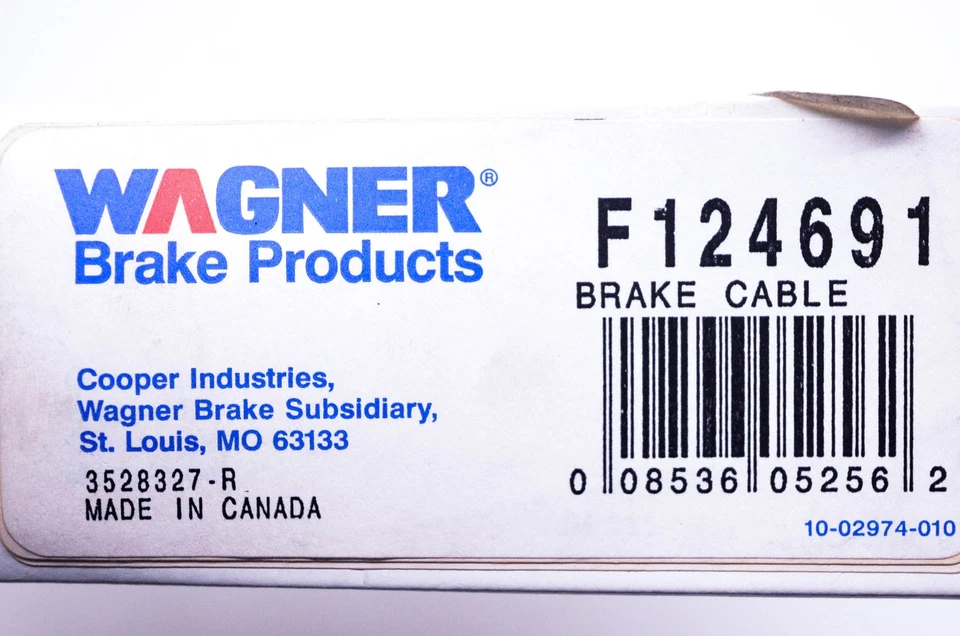 WAGNER®
Brake Products
Cooper Industries,
Wagner Brake Subsidiary,
St. Louis, MO 63133
3528327-R
MADE IN CANADA
F124691
BRAKE CABLE
0 08536 05256 2
10-02974-010